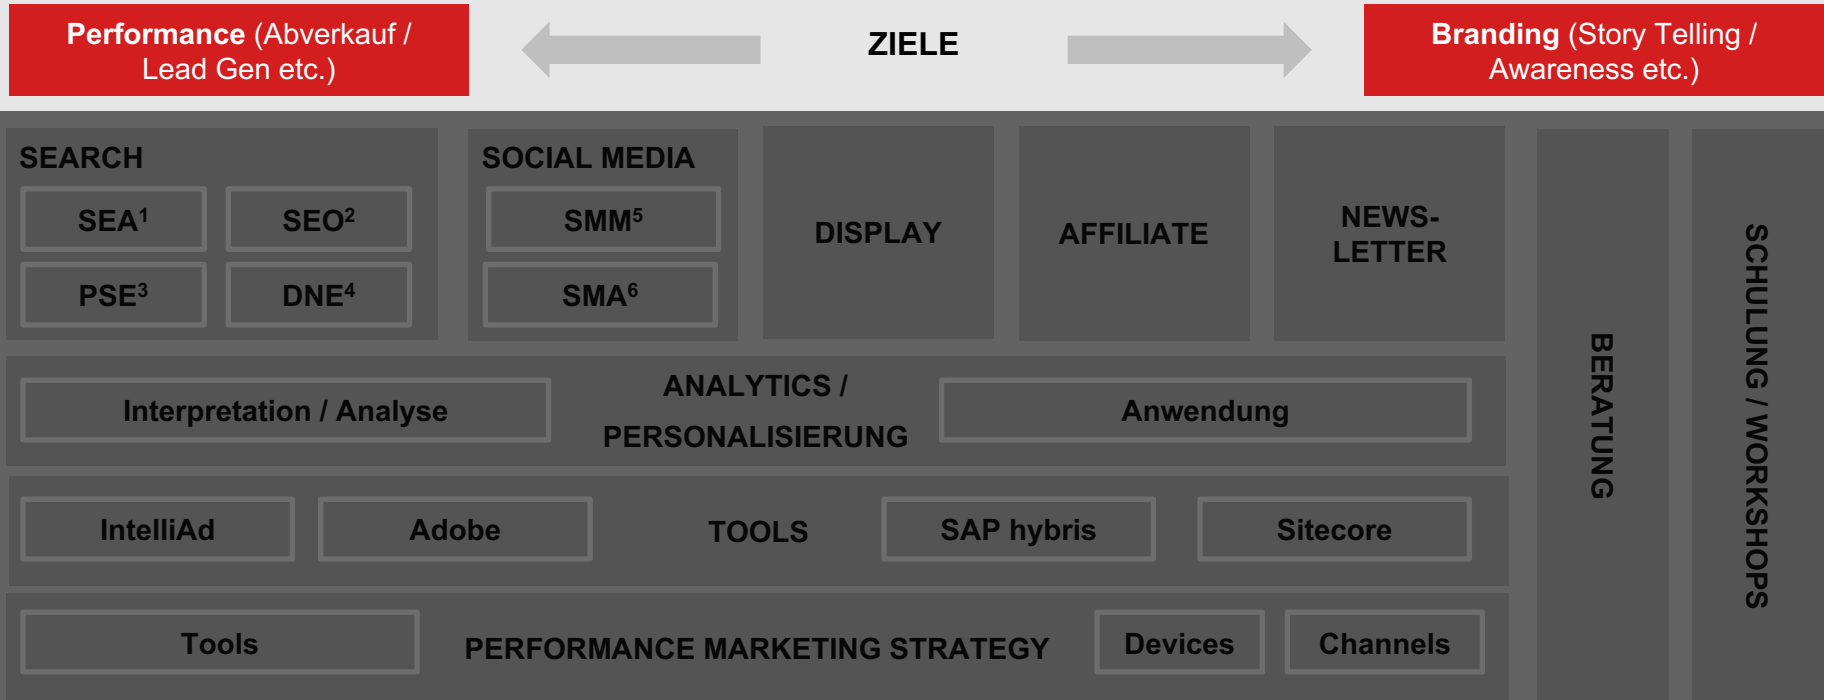 Performance (Abverkauf /
Lead Gen etc.)
ZIELE
Branding (Story Telling /
Awareness etc.)
SEARCH
SEA¹
SEO²
PSE³
DNE⁴
SOCIAL MEDIA
SMM⁵
SMA⁶
DISPLAY
AFFILIATE
NEWS-
LETTER
Interpretation / Analyse
ANALYTICS /
PERSONALISIERUNG
Anwendung
IntelliAd
Adobe
TOOLS
SAP hybris
Sitecore
Tools
PERFORMANCE MARKETING STRATEGY
Devices
Channels
BERATUNG
SCHULUNG / WORKSHOPS